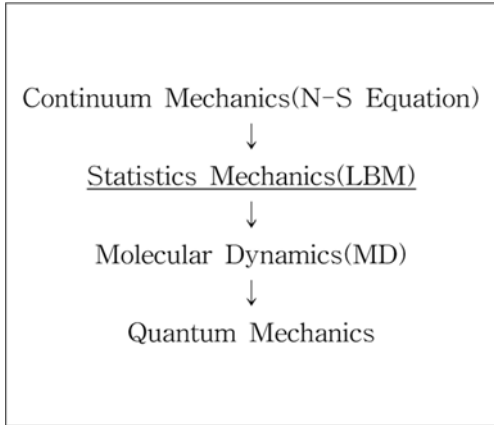 Continuum Mechanics(N-S Equation)
↓
Statistics Mechanics(LBM)
↓
Molecular Dynamics(MD)
↓
Quantum Mechanics